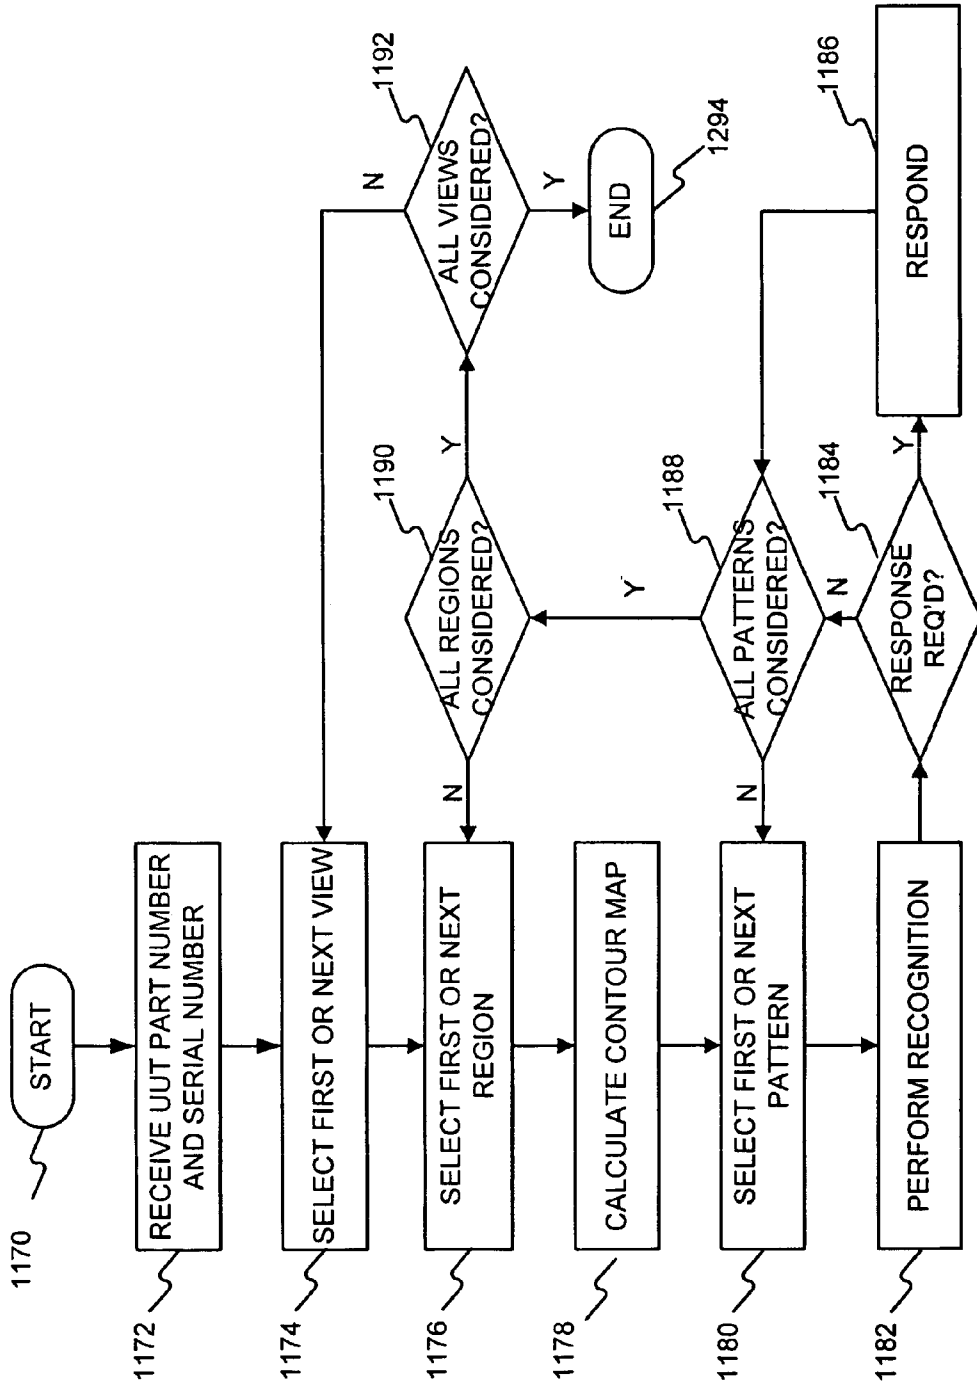 1170
START
1172
RECEIVE UUT PART NUMBER
AND SERIAL NUMBER
1174
SELECT FIRST OR NEXT VIEW
1176
SELECT FIRST OR NEXT
REGION
1178
CALCULATE CONTOUR MAP
1180
SELECT FIRST OR NEXT
PATTERN
1182
PERFORM RECOGNITION
1184
RESPONSE
REQ'D?
N
Y
1186
RESPOND
1188
ALL PATTERNS
CONSIDERED?
N
Y
1190
ALL REGIONS
CONSIDERED?
N
Y
1192
ALL VIEWS
CONSIDERED?
N
Y
END
1294